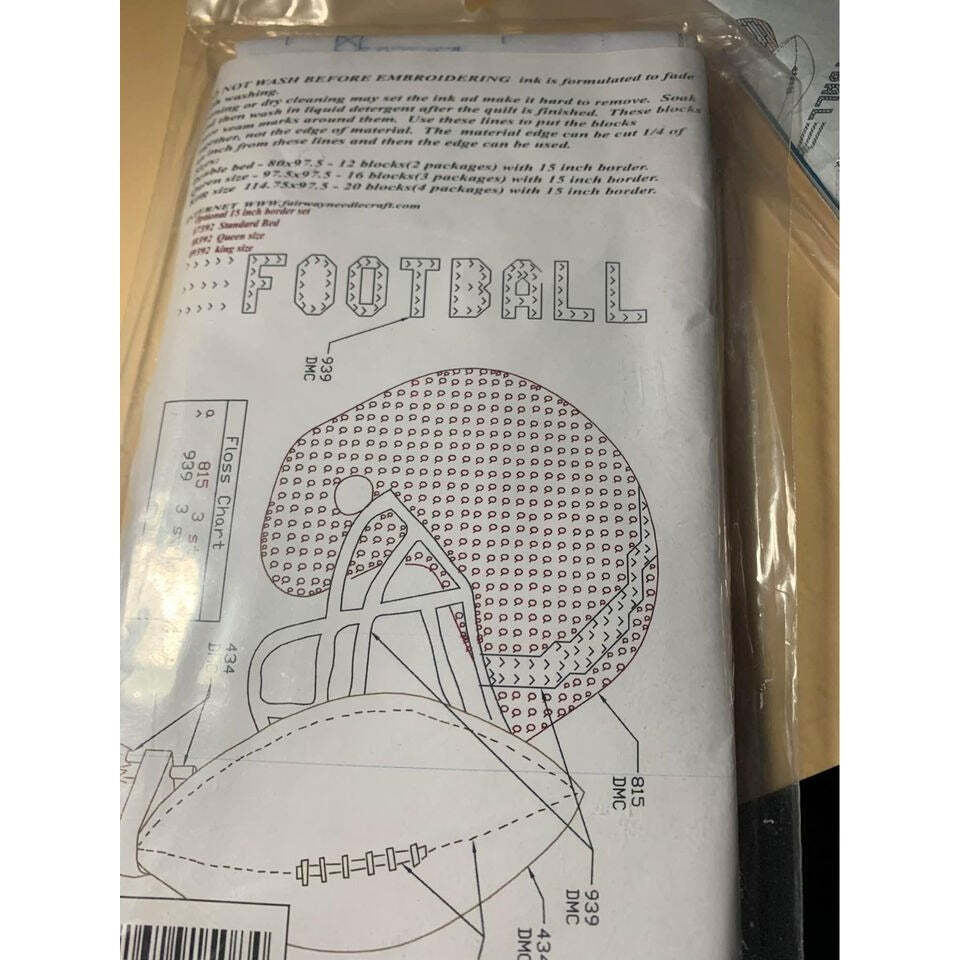 NOT WASH BEFORE EMBROIDERING ink is formulated to fade
washing.
or dry cleaning may set the ink ad make it hard to remove. Soak
then wash in liquid detergent after the quilt is finished. These blocks
seam marks around them. Use these lines to put the blocks
not the edge of material. The material edge can be cut 1/4 of
inch from these lines and then the edge can be used.
bed - 80x97.5 - 12 blocks(2 packages) with 15 inch border.
size - 97.5x97.5 - 16 blocks(3 packages) with 15 inch border.
size 114.75x97.5 - 20 blocks(4 packages) with 15 inch border.
WWW.fairwayneedlecraft.com
Optional 15 inch border set
Standard Bed
Queen size
king size
FOOTBALL
939
DMC
Floss Chart
815 3
939 3
434
815
DMC
939
DMC
434
DMC